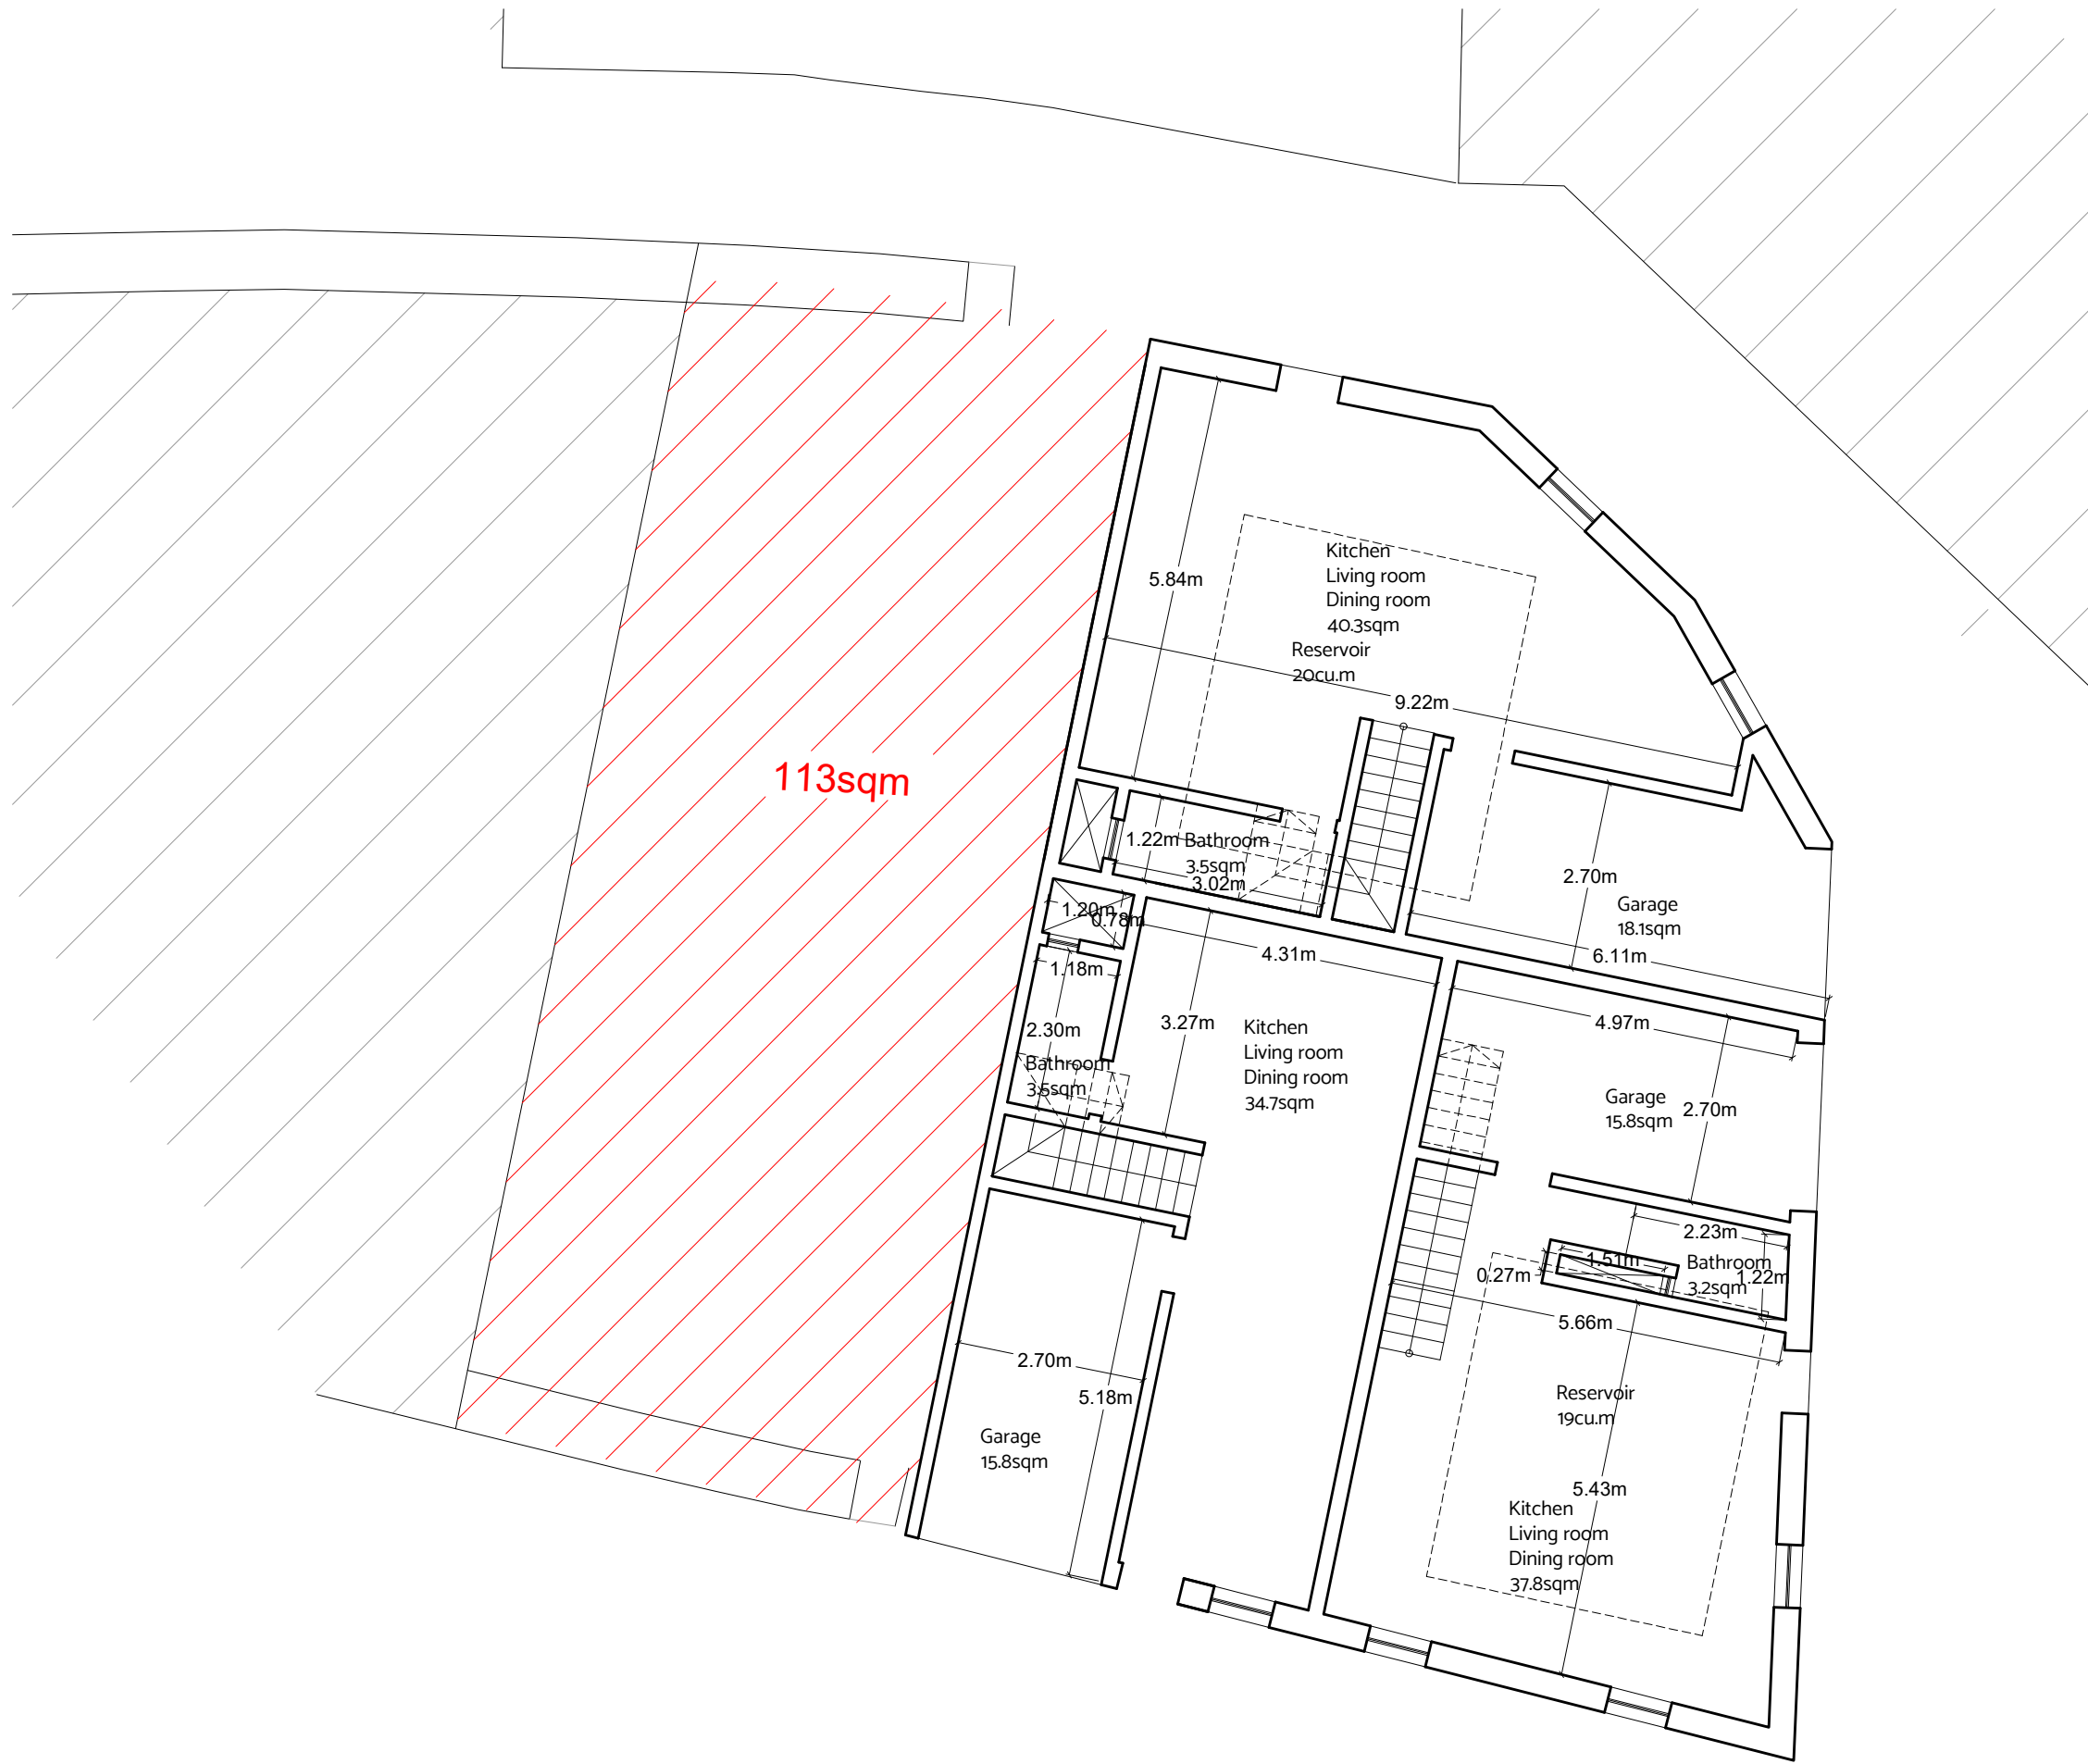 Kitchen
Living room
Dining room
40.3sqm
Reservoir
20cu.m
5.84m
9.22m
113sqm
1.22m
Bathroom
3.5sqm
3.02m
2.70m
Garage
18.1sqm
6.11m
1.20m
0.78m
4.31m
1.18m
2.30m
Bathroom
3.5sqm
3.27m
Kitchen
Living room
Dining room
34.7sqm
4.97m
Garage
15.8sqm
2.70m
2.23m
1.51m
Bathroom
3.2sqm
1.22m
0.27m
5.66m
2.70m
5.18m
Garage
15.8sqm
Reservoir
19cu.m
5.43m
Kitchen
Living room
Dining room
37.8sqm